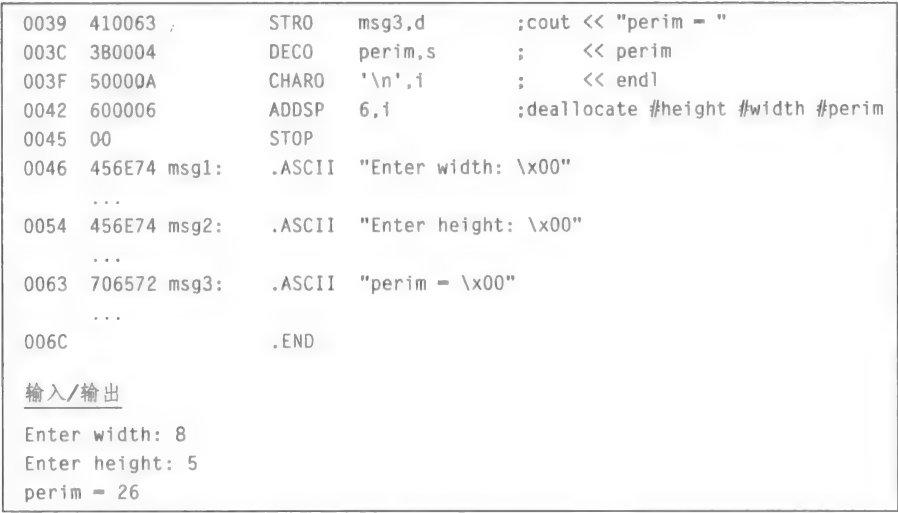 0039 410063 STRO msg3,d ;cout << "perim = "
003C 3B0004 DECO perim,s ; << perim
003F 50000A CHARO '\n',i ; << endl
0042 600006 ADDSP 6,i ;deallocate #height #width #perim
0045 00 STOP
0046 456E74 msg1: .ASCII "Enter width: \x00"
...
0054 456E74 msg2: .ASCII "Enter height: \x00"
...
0063 706572 msg3: .ASCII "perim = \x00"
...
006C .END
输入/输出
Enter width: 8
Enter height: 5
perim = 26